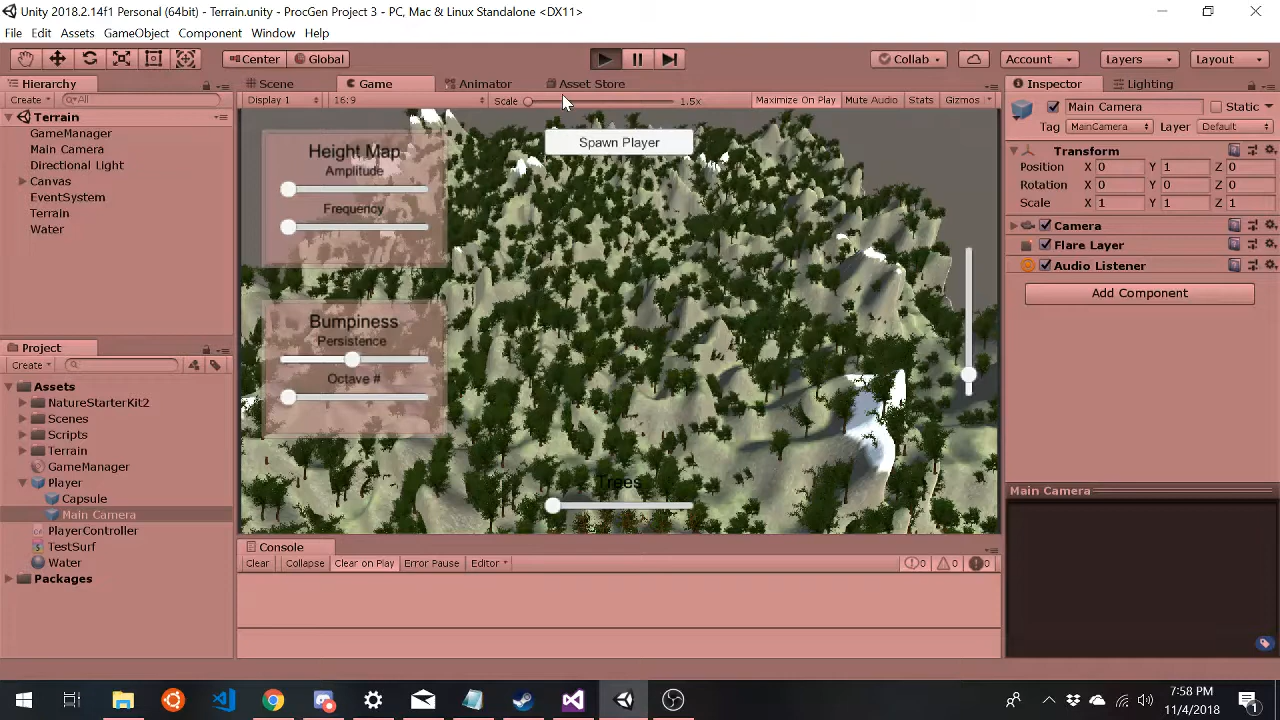 Unity 2018.2.14f1 Personal (64bit) - Terrain.unity - ProcGen Project 3 - PC, Mac & Linux Standalone <DX11>
File Edit Assets GameObject Component Window Help
Center Global Collab Account Layers Layout
Hierarchy
Create All
Terrain
GameManager
Main Camera
Directional Light
Canvas
EventSystem
Terrain
Water
Project
Create
Assets
NatureStarterKit2
Scenes
Scripts
Terrain
GameManager
Player
Capsule
Main Camera
PlayerController
TestSurf
Water
Packages
Scene Game Animator Asset Store
Display 1 16:9 Scale 1.5x Maximize On Play Mute Audio Stats Gizmos
Spawn Player
Height Map
Amplitude
Frequency
Bumpiness
Persistence
Octave #
Trees
Console
Clear Collapse Clear on Play Error Pause Editor 0 0 0
Inspector Lighting
Main Camera Static
Tag MainCamera Layer Default
Transform
Position X 0 Y 1 Z 0
Rotation X 0 Y 0 Z 0
Scale X 1 Y 1 Z 1
Camera
Flare Layer
Audio Listener
Add Component
Main Camera
7:58 PM
11/4/2018
1